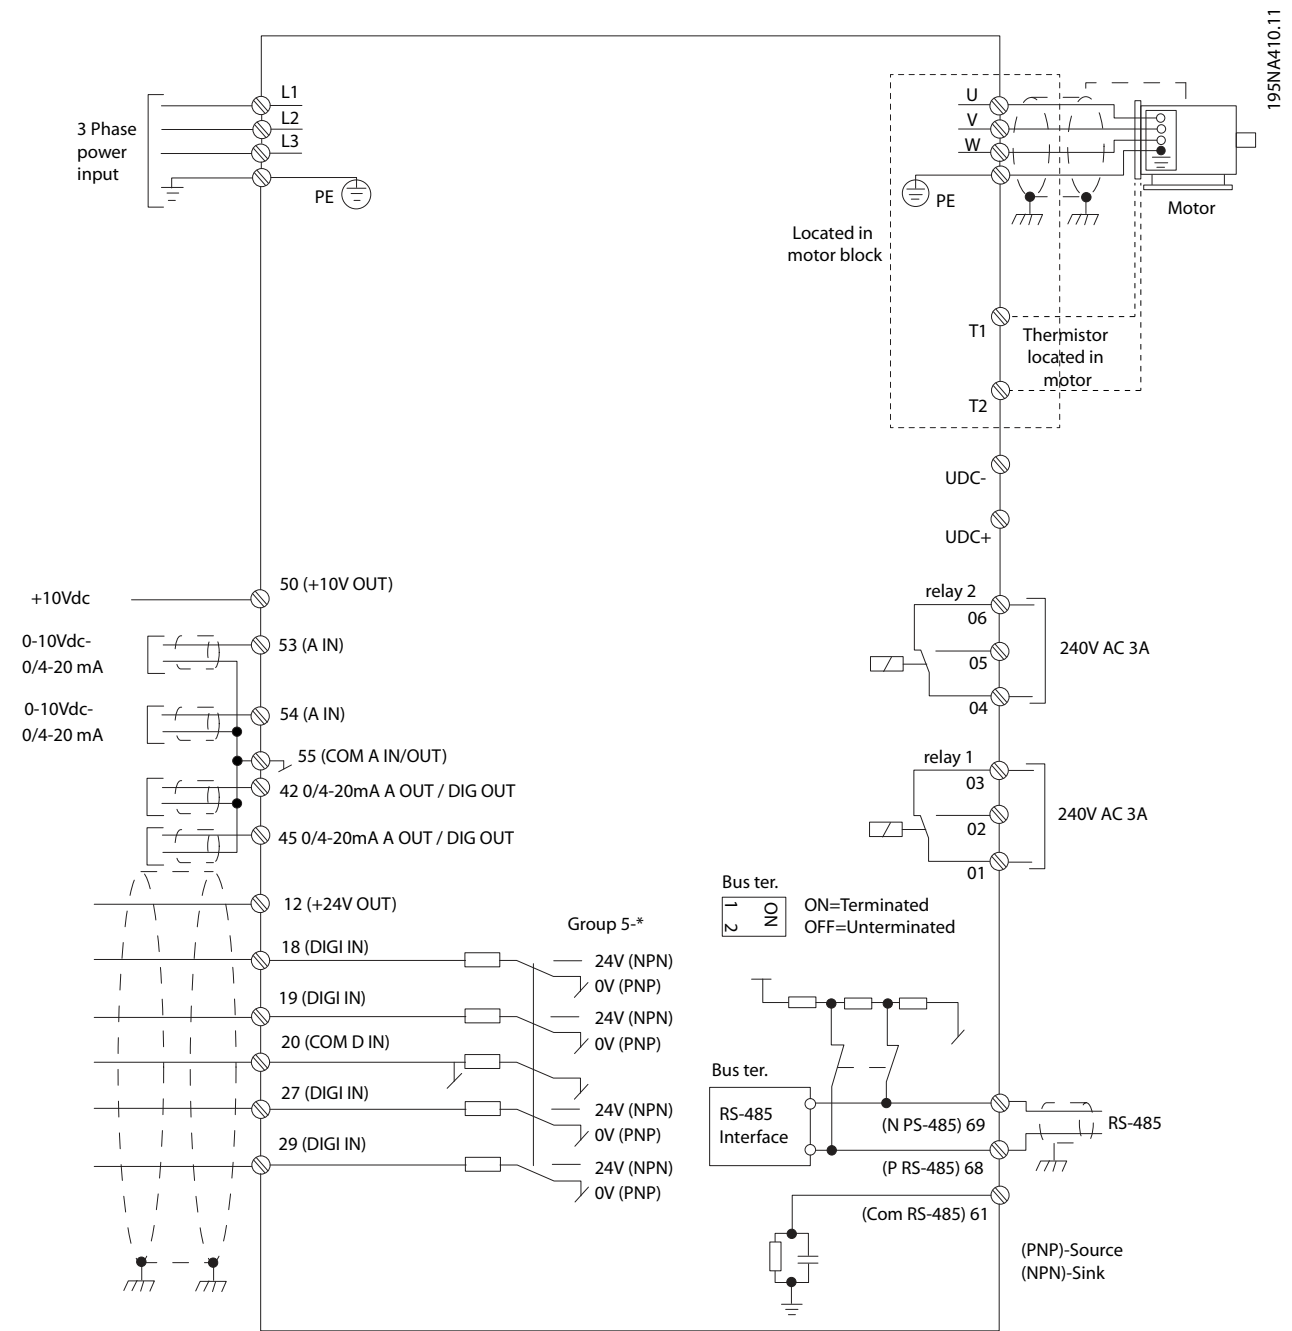 195NA410.11
L1
L2
L3
3 Phase
power
input
PE
U
V
W
PE
Motor
Located in
motor block
T1
Thermistor
located in
motor
T2
UDC-
UDC+
+10Vdc
50 (+10V OUT)
0-10Vdc-
0/4-20 mA
53 (A IN)
0-10Vdc-
0/4-20 mA
54 (A IN)
55 (COM A IN/OUT)
42 0/4-20mA A OUT / DIG OUT
45 0/4-20mA A OUT / DIG OUT
relay 2
06
05
04
240V AC 3A
relay 1
03
02
01
240V AC 3A
12 (+24V OUT)
18 (DIGI IN)
19 (DIGI IN)
20 (COM D IN)
27 (DIGI IN)
29 (DIGI IN)
Group 5-*
24V (NPN)
0V (PNP)
24V (NPN)
0V (PNP)
24V (NPN)
0V (PNP)
24V (NPN)
0V (PNP)
Bus ter.
1
2
ON
ON=Terminated
OFF=Unterminated
Bus ter.
RS-485
Interface
(N PS-485) 69
(P RS-485) 68
(Com RS-485) 61
RS-485
(PNP)-Source
(NPN)-Sink